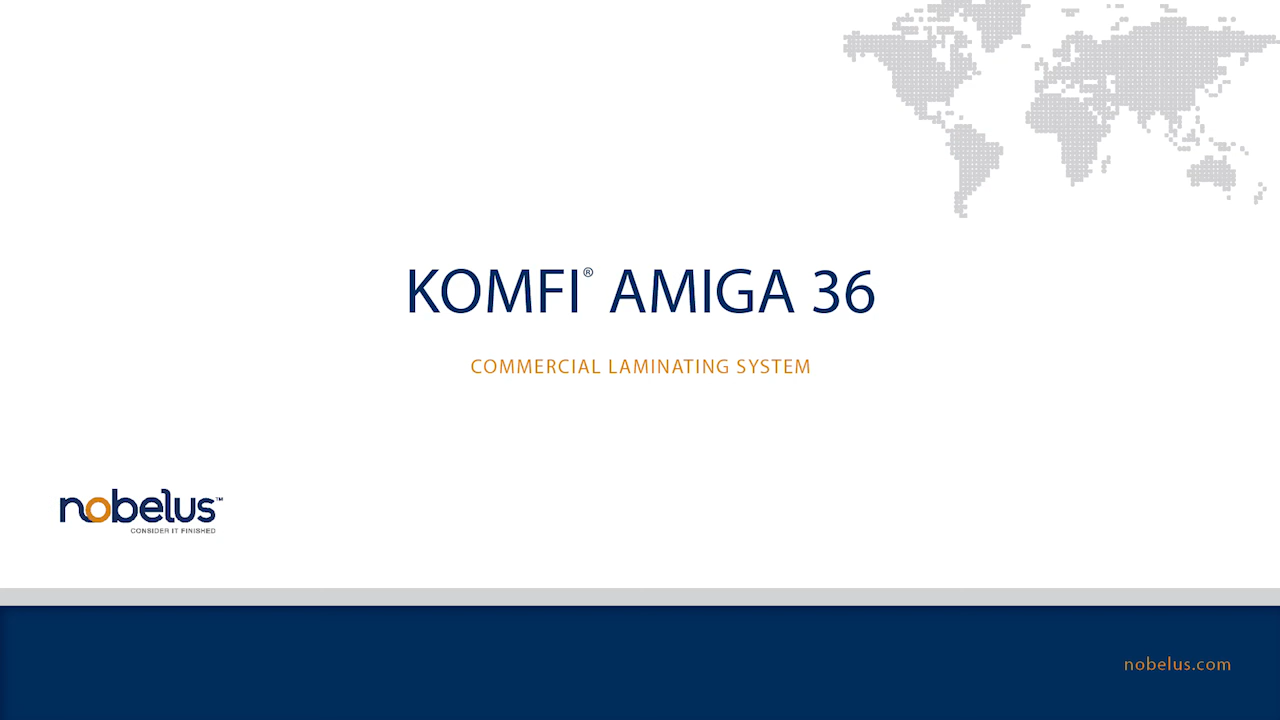 KOMFI® AMIGA 36
COMMERCIAL LAMINATING SYSTEM
nobelus™
CONSIDER IT FINISHED
nobelus.com